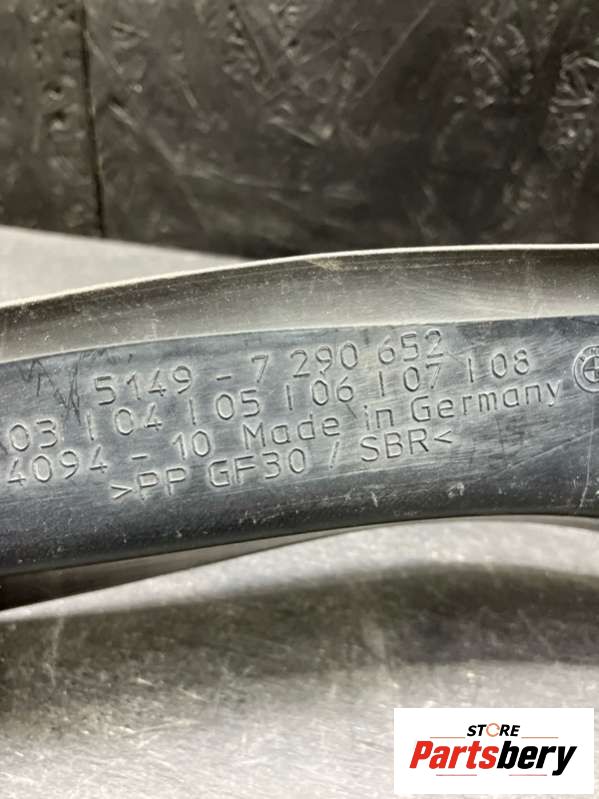 5149 - 7 290 652
03 | 04 | 05 | 06 | 07 | 08
4094 - 10 Made in Germany
>PP GF30 / SBR<
STORE
Partsbery